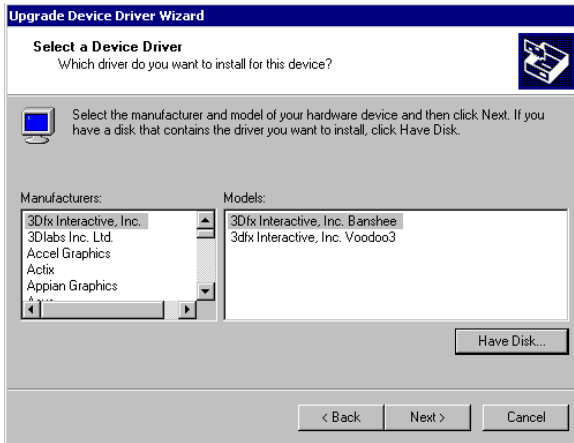 Upgrade Device Driver Wizard
Select a Device Driver
Which driver do you want to install for this device?
Select the manufacturer and model of your hardware device and then click Next. If you
have a disk that contains the driver you want to install, click Have Disk.
Manufacturers:
3Dfx Interactive, Inc.
3Dlabs Inc. Ltd.
Accel Graphics
Actix
Appian Graphics
Models:
3Dfx Interactive, Inc. Banshee
3dfx Interactive, Inc. Voodoo3
Have Disk...
< Back
Next >
Cancel